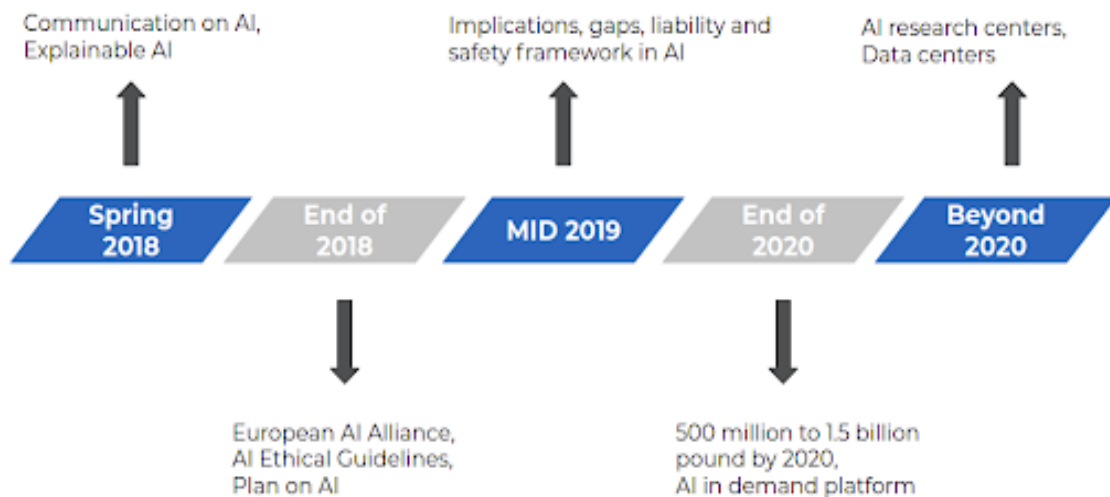 Communication on AI,
Explainable AI
Implications, gaps, liability and
safety framework in AI
AI research centers,
Data centers
Spring
2018
End of
2018
MID 2019
End of
2020
Beyond
2020
European AI Alliance,
AI Ethical Guidelines,
Plan on AI
500 million to 1.5 billion
pound by 2020,
AI in demand platform